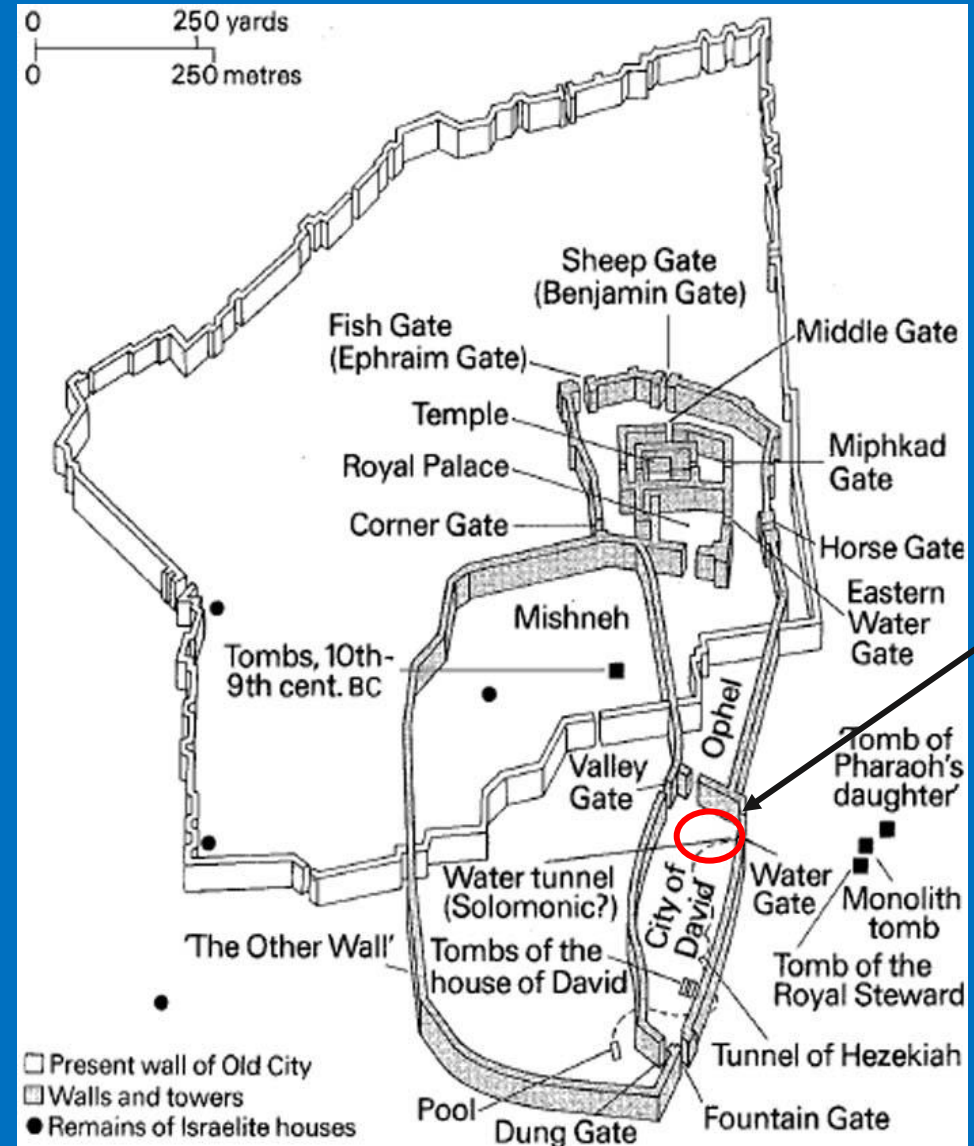 0 250 yards
0 250 metres
Sheep Gate
(Benjamin Gate)
Fish Gate
(Ephraim Gate)
Middle Gate
Temple
Royal Palace
Miphkad
Gate
Corner Gate
Horse Gate
Mishneh
Eastern
Water
Gate
Tombs, 10th-
9th cent. BC
Ophel
'Tomb of
Pharaoh's
daughter'
Valley
Gate
Water tunnel
(Solomonic?)
City of
David
Water
Gate
Monolith
tomb
'The Other Wall'
Tombs of the
house of David
Tomb of the
Royal Steward
Tunnel of Hezekiah
Present wall of Old City
Walls and towers
Remains of Israelite houses
Pool
Dung Gate
Fountain Gate